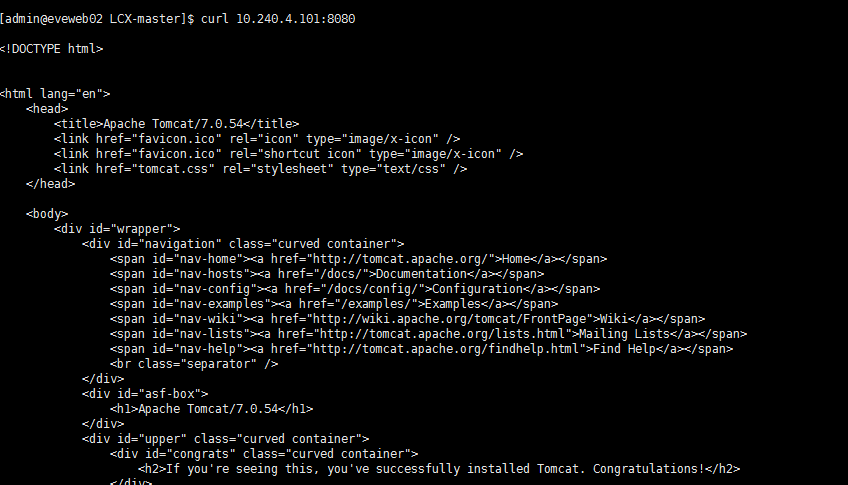 [admin@eveweb02 LCX-master]$ curl 10.240.4.101:8080
<!DOCTYPE html>
<html lang="en">
<head>
<title>Apache Tomcat/7.0.54</title>
<link href="favicon.ico" rel="icon" type="image/x-icon" />
<link href="favicon.ico" rel="shortcut icon" type="image/x-icon" />
<link href="tomcat.css" rel="stylesheet" type="text/css" />
</head>
<body>
<div id="wrapper">
<div id="navigation" class="curved container">
<span id="nav-home"><a href="http://tomcat.apache.org/">Home</a></span>
<span id="nav-hosts"><a href="/docs/">Documentation</a></span>
<span id="nav-config"><a href="/docs/config/">Configuration</a></span>
<span id="nav-examples"><a href="/examples/">Examples</a></span>
<span id="nav-wiki"><a href="http://wiki.apache.org/tomcat/FrontPage">Wiki</a></span>
<span id="nav-lists"><a href="http://tomcat.apache.org/lists.html">Mailing Lists</a></span>
<span id="nav-help"><a href="http://tomcat.apache.org/findhelp.html">Find Help</a></span>
<br class="separator" />
</div>
<div id="asf-box">
<h1>Apache Tomcat/7.0.54</h1>
</div>
<div id="upper" class="curved container">
<div id="congrats" class="curved container">
<h2>If you're seeing this, you've successfully installed Tomcat. Congratulations!</h2>
</div>